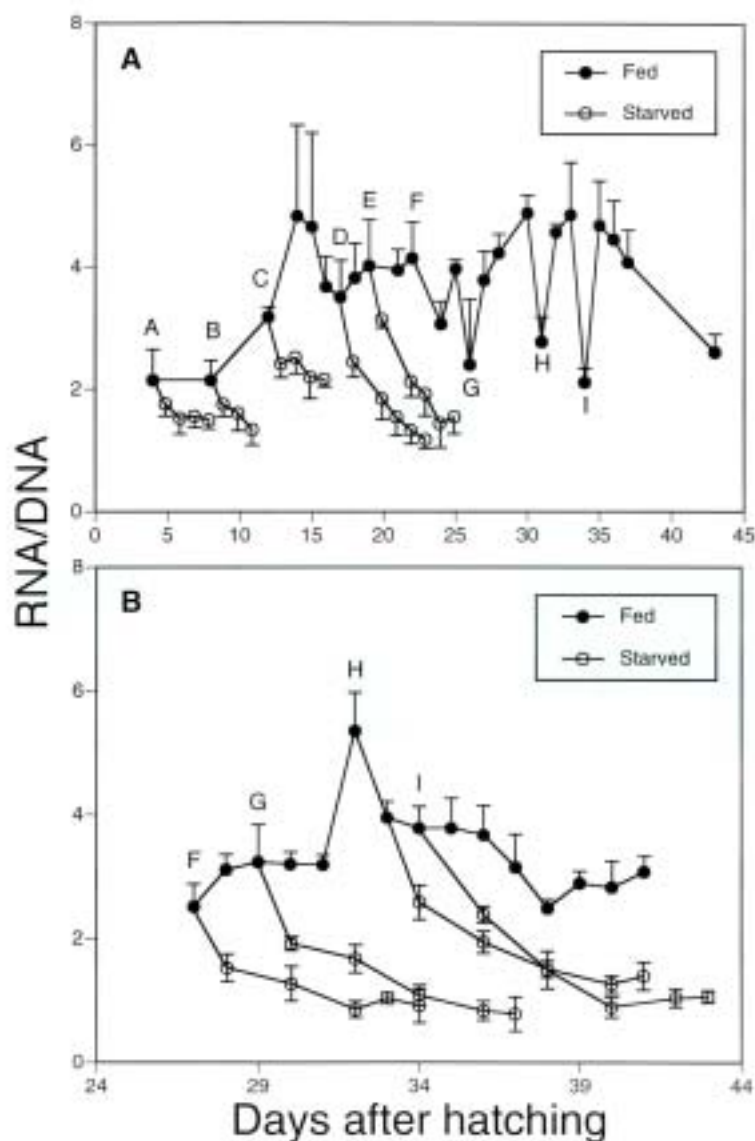 8
A
Fed
Starved
6
F
E
D
C
4
A
B
H
G
2
I
0
0 5 10 15 20 25 30 35 40 45
RNA/DNA
8
B
Fed
Starved
H
6
I
G
4
F
2
0
24 29 34 39 44
Days after hatching